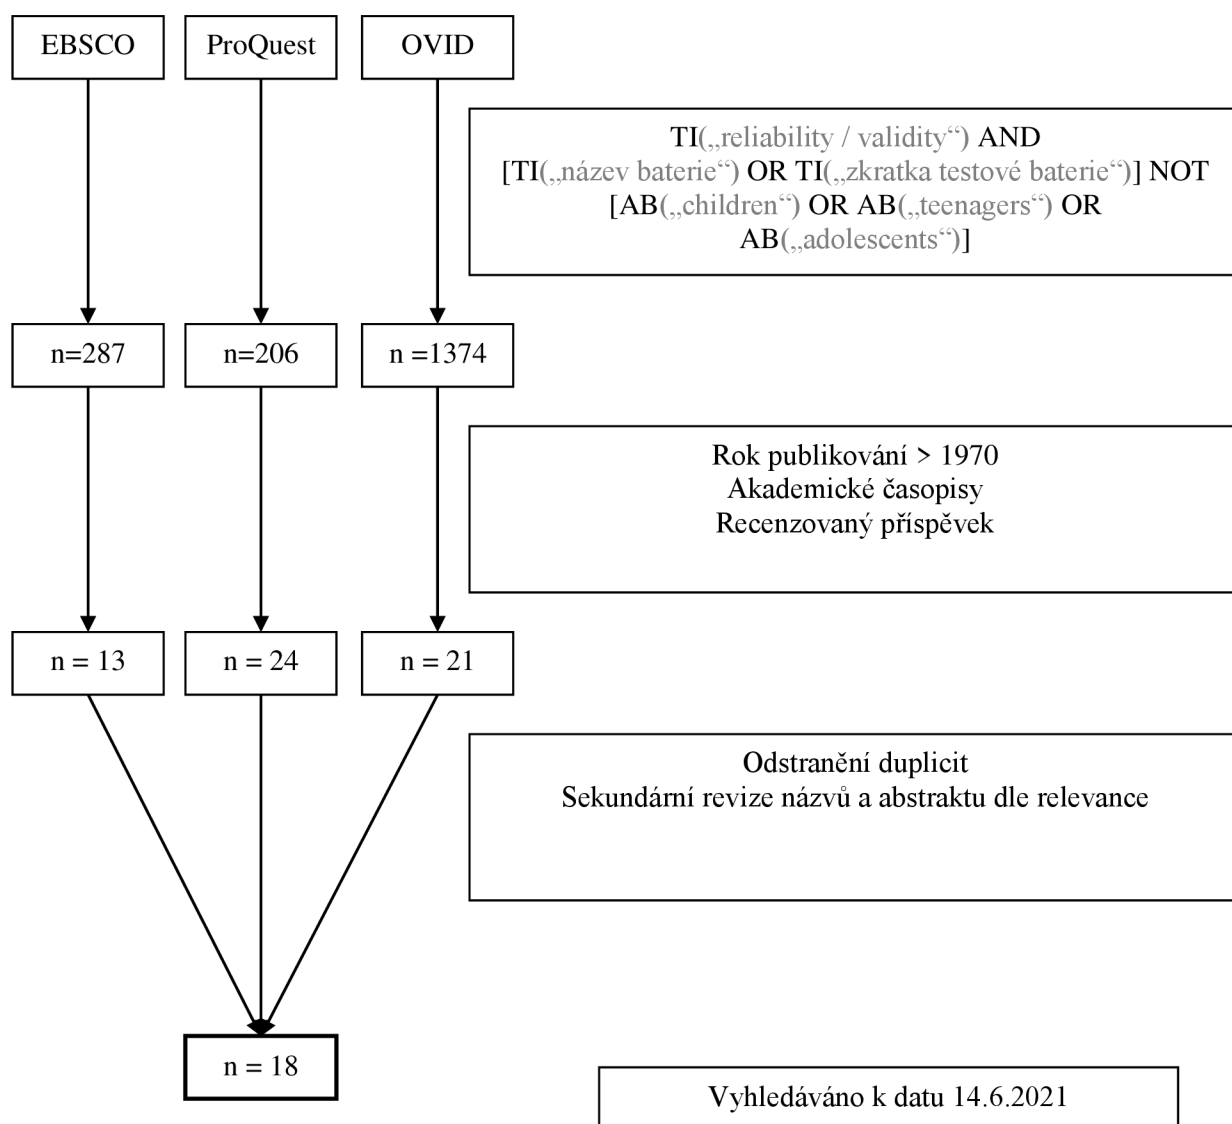 EBSCO
ProQuest
OVID
TI(„reliability / validity“) AND
[TI(„název baterie“) OR TI(„zkratka testové baterie“)] NOT
[AB(„children“) OR AB(„teenagers“) OR
AB(„adolescents“)]
n=287
n=206
n =1374
Rok publikování > 1970
Akademické časopisy
Recenzovaný příspěvek
n = 13
n = 24
n = 21
Odstranění duplicit
Sekundární revize názvů a abstraktu dle relevance
n = 18
Vyhledáváno k datu 14.6.2021